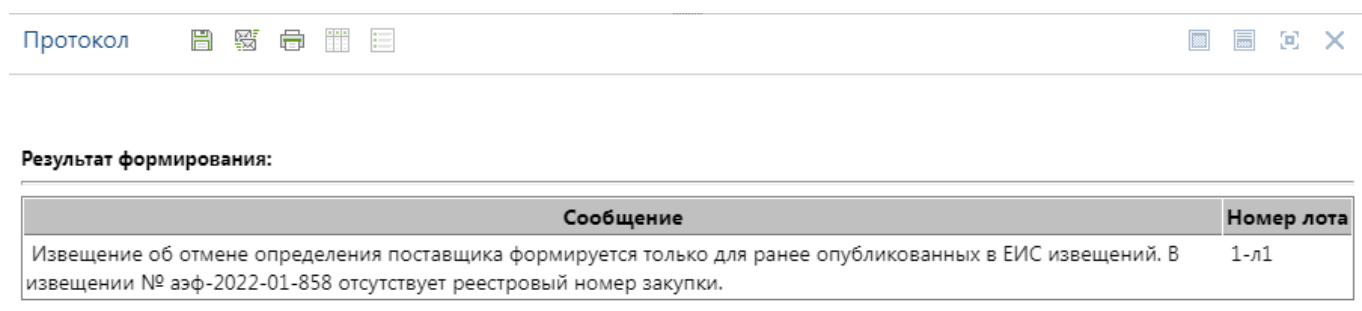 Протокол
Результат формирования:
Сообщение Номер лота
Извещение об отмене определения поставщика формируется только для ранее опубликованных в ЕИС извещений. В 1-л1
извещении № аэф-2022-01-858 отсутствует реестровый номер закупки.